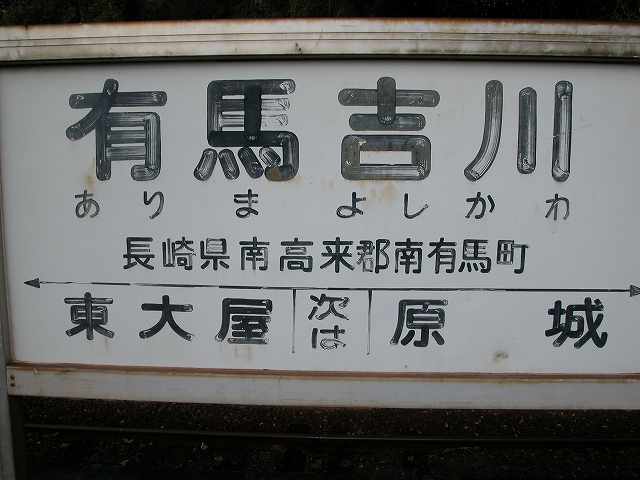 有馬吉川
ありまよしかわ
長崎県南高来郡南有馬町
東大屋 次は 原城